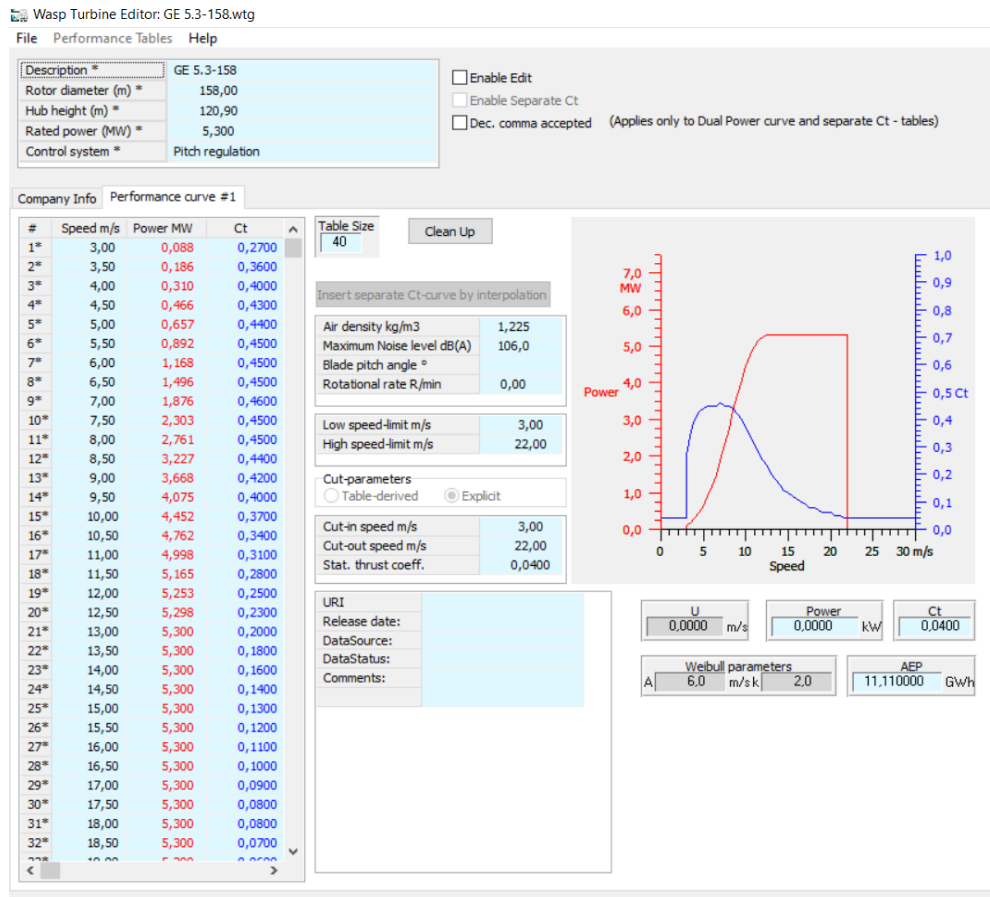 Wasp Turbine Editor: GE 5.3-158.wtg
File Performance Tables Help
Description * GE 5.3-158
Rotor diameter (m) * 158,00
Hub height (m) * 120,90
Rated power (MW) * 5,300
Control system * Pitch regulation
Enable Edit
Enable Separate Ct
Dec. comma accepted (Applies only to Dual Power curve and separate Ct - tables)
Company Info Performance curve #1
# Speed m/s Power MW Ct
1* 3,00 0,088 0,2700
2* 3,50 0,186 0,3600
3* 4,00 0,310 0,4000
4* 4,50 0,466 0,4300
5* 5,00 0,657 0,4400
6* 5,50 0,892 0,4500
7* 6,00 1,168 0,4500
8* 6,50 1,496 0,4500
9* 7,00 1,876 0,4600
10* 7,50 2,303 0,4500
11* 8,00 2,761 0,4500
12* 8,50 3,227 0,4400
13* 9,00 3,668 0,4200
14* 9,50 4,075 0,4000
15* 10,00 4,452 0,3700
16* 10,50 4,762 0,3400
17* 11,00 4,998 0,3100
18* 11,50 5,165 0,2800
19* 12,00 5,253 0,2500
20* 12,50 5,298 0,2300
21* 13,00 5,300 0,2000
22* 13,50 5,300 0,1800
23* 14,00 5,300 0,1600
24* 14,50 5,300 0,1400
25* 15,00 5,300 0,1300
26* 15,50 5,300 0,1200
27* 16,00 5,300 0,1100
28* 16,50 5,300 0,1000
29* 17,00 5,300 0,0900
30* 17,50 5,300 0,0800
31* 18,00 5,300 0,0800
32* 18,50 5,300 0,0700
Table Size
40
Clean Up
Insert separate Ct-curve by interpolation
Air density kg/m3 1,225
Maximum Noise level dB(A) 106,0
Blade pitch angle °
Rotational rate R/min 0,00
Low speed-limit m/s 3,00
High speed-limit m/s 22,00
Cut-parameters
Table-derived Explicit
Cut-in speed m/s 3,00
Cut-out speed m/s 22,00
Stat. thrust coeff. 0,0400
URI
Release date:
DataSource:
DataStatus:
Comments:
7,0
MW
6,0
5,0
Power 4,0
3,0
2,0
1,0
0,0
1,0
0,9
0,8
0,7
0,6
0,5 Ct
0,4
0,3
0,2
0,1
0,0
0 5 10 15 20 25 30 m/s
Speed
U
0,0000 m/s
Power
0,0000 kW
Ct
0,0400
Weibull parameters
A 6,0 m/s k 2,0
AEP
11,110000 GWh